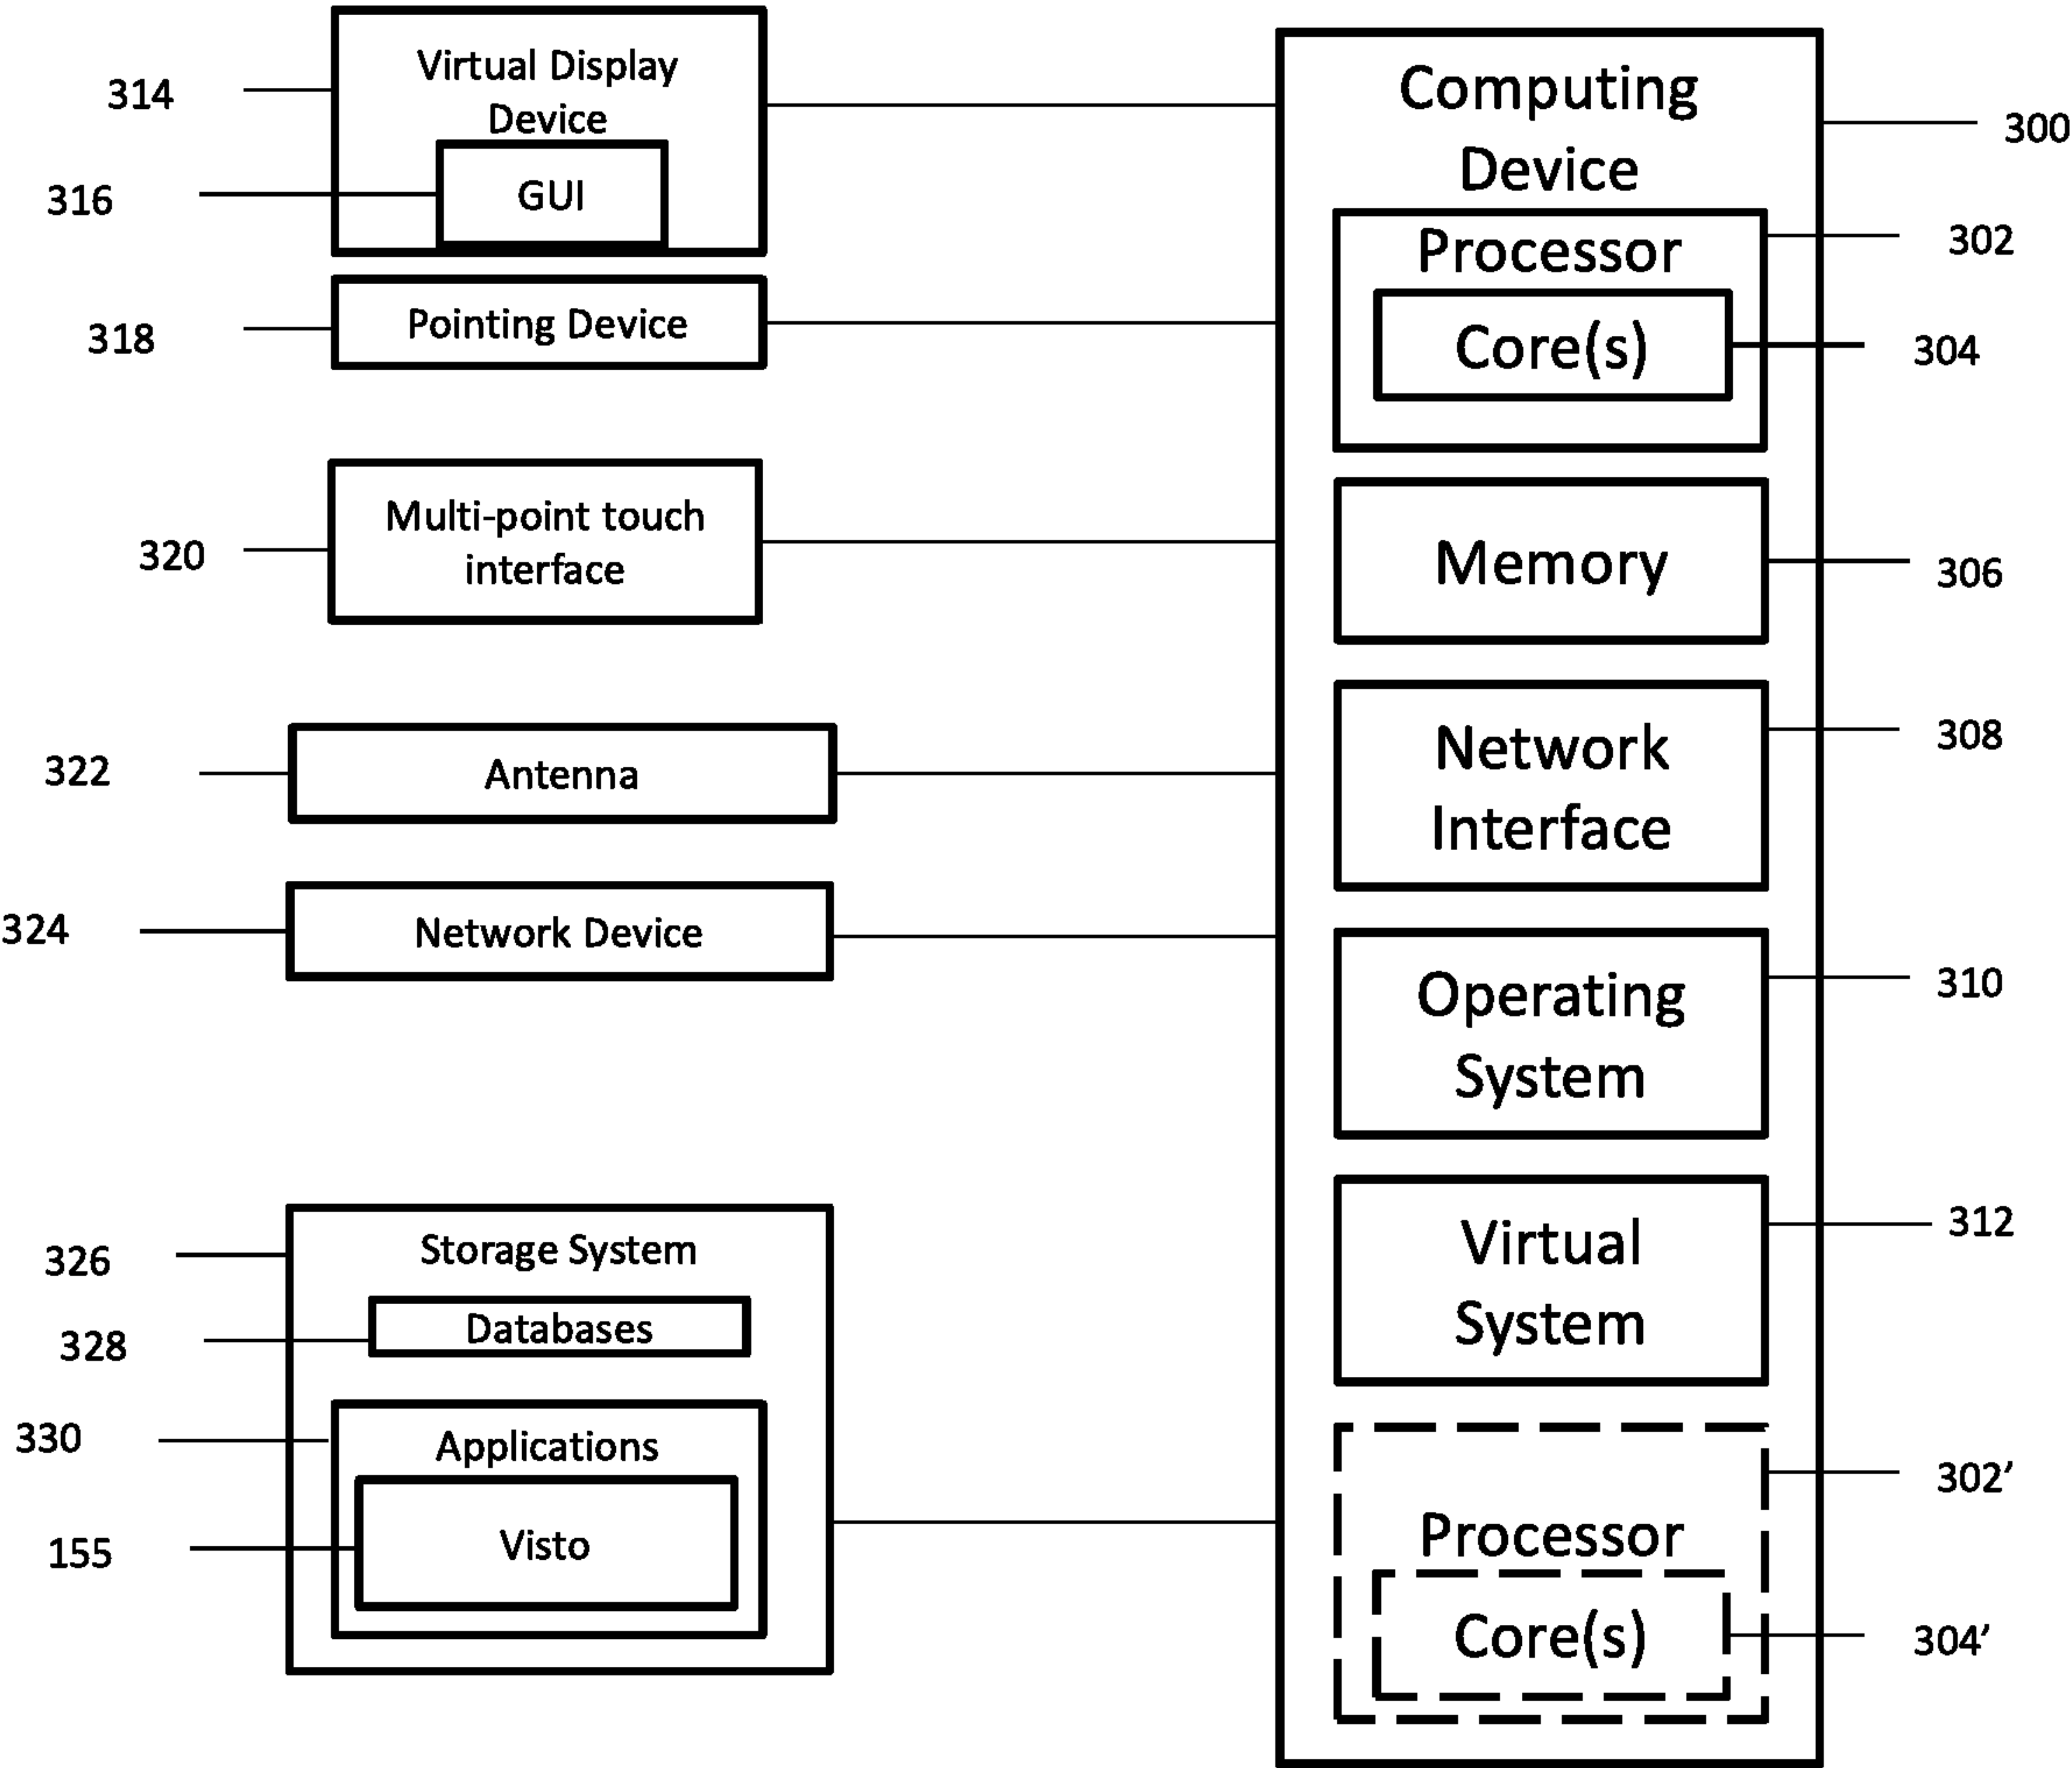 314
Virtual Display
Device
316
GUI
318
Pointing Device
320
Multi-point touch
interface
322
Antenna
324
Network Device
326
Storage System
328
Databases
330
Applications
155
Visto
Computing
Device
300
Processor
302
Core(s)
304
Memory
306
Network
Interface
308
Operating
System
310
Virtual
System
312
302’
Processor
Core(s)
304’